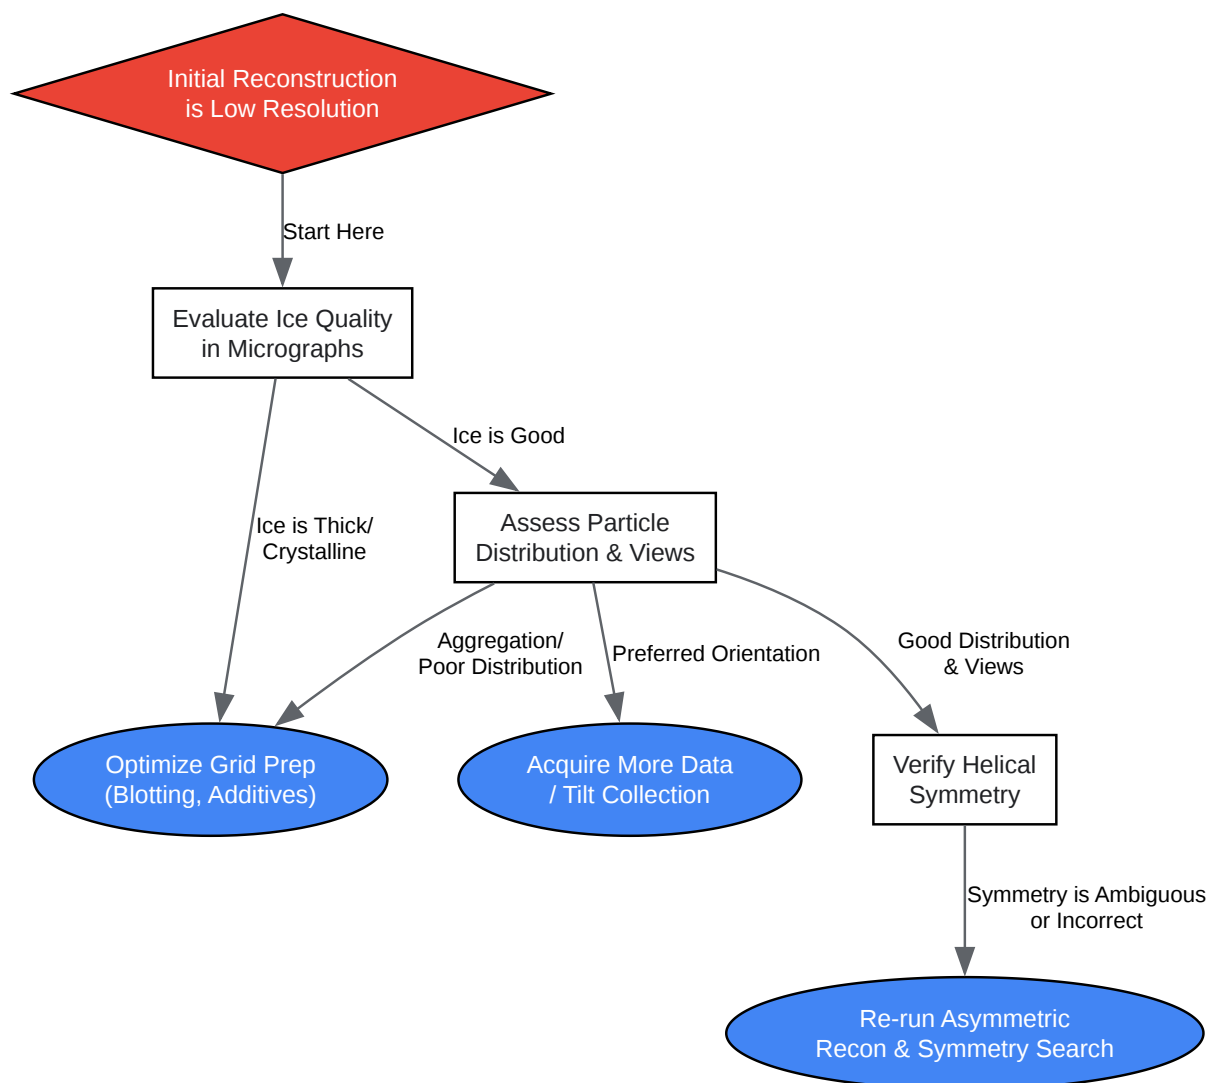 Initial Reconstruction
is Low Resolution
Start Here
Evaluate Ice Quality
in Micrographs
Ice is Good
Ice is Thick/
Crystalline
Assess Particle
Distribution & Views
Aggregation/
Poor Distribution
Preferred Orientation
Good Distribution
& Views
Optimize Grid Prep
(Blotting, Additives)
Acquire More Data
/ Tilt Collection
Verify Helical
Symmetry
Symmetry is Ambiguous
or Incorrect
Re-run Asymmetric
Recon & Symmetry Search